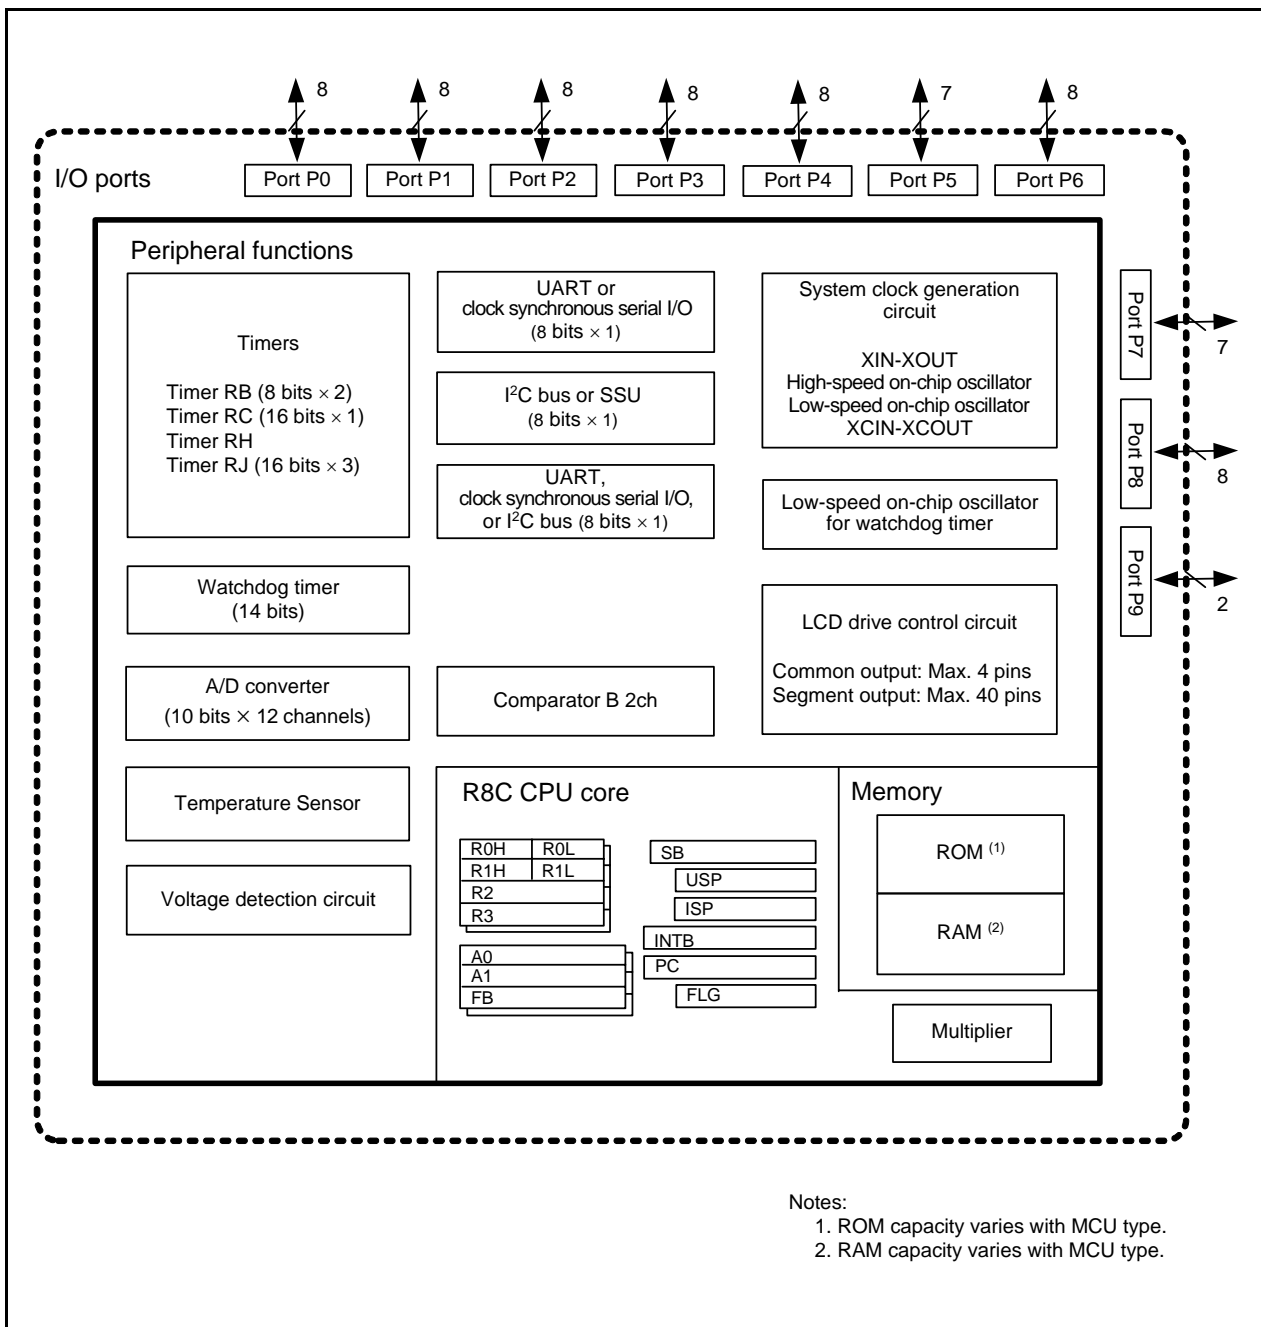 8 8 8 8 8 7 8
I/O ports
Port P0 Port P1 Port P2 Port P3 Port P4 Port P5 Port P6
Peripheral functions
Timers
Timer RB (8 bits × 2)
Timer RC (16 bits × 1)
Timer RH
Timer RJ (16 bits × 3)
Watchdog timer
(14 bits)
A/D converter
(10 bits × 12 channels)
Temperature Sensor
Voltage detection circuit
UART or
clock synchronous serial I/O
(8 bits × 1)
I²C bus or SSU
(8 bits × 1)
UART,
clock synchronous serial I/O,
or I²C bus (8 bits × 1)
Comparator B 2ch
System clock generation
circuit
XIN-XOUT
High-speed on-chip oscillator
Low-speed on-chip oscillator
XCIN-XCOUT
Low-speed on-chip oscillator
for watchdog timer
LCD drive control circuit
Common output: Max. 4 pins
Segment output: Max. 40 pins
Port P7
7
Port P8
8
Port P9
2
R8C CPU core
R0H R0L
R1H R1L
R2
R3
A0
A1
FB
SB
USP
ISP
INTB
PC
FLG
Memory
ROM (1)
RAM (2)
Multiplier
Notes:
1. ROM capacity varies with MCU type.
2. RAM capacity varies with MCU type.